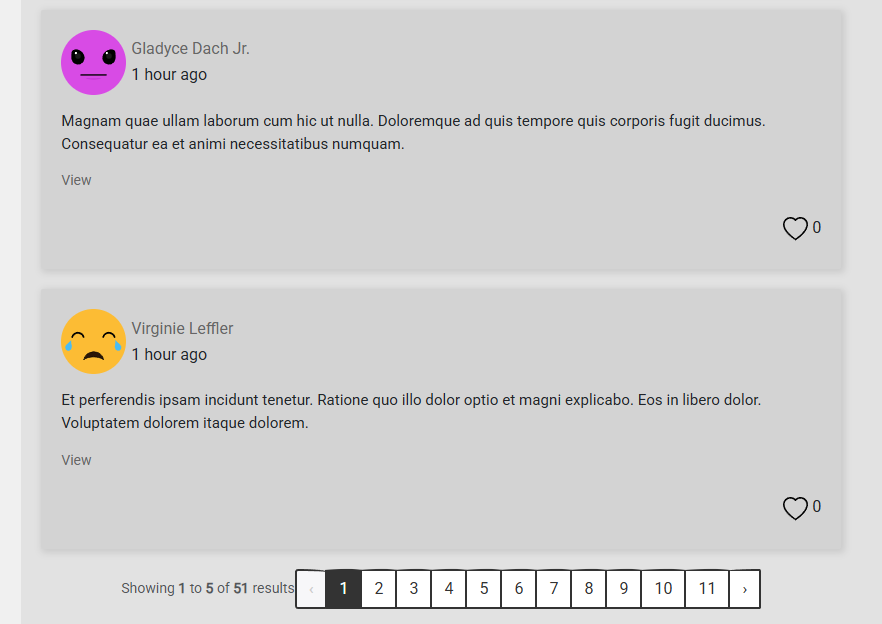 Gladyce Dach Jr.
1 hour ago
Magnam quae ullam laborum cum hic ut nulla. Doloremque ad quis tempore quis corporis fugit ducimus.
Consequatur ea et animi necessitatibus numquam.
View
0
Virginie Leffler
1 hour ago
Et perferendis ipsam incidunt tenetur. Ratione quo illo dolor optio et magni explicabo. Eos in libero dolor.
Voluptatem dolorem itaque dolorem.
View
0
Showing 1 to 5 of 51 results ‹ 1 2 3 4 5 6 7 8 9 10 11 ›